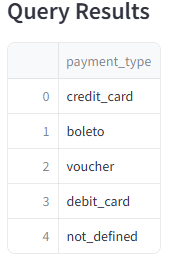 Query Results
payment_type
0 credit_card
1 boleto
2 voucher
3 debit_card
4 not_defined